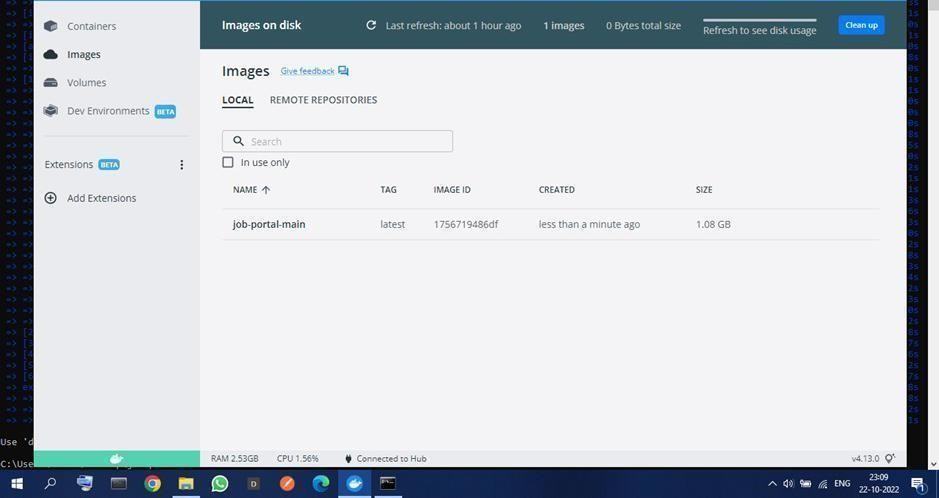 Containers
Images
Volumes
Dev Environments BETA
Extensions BETA
Add Extensions
Images on disk
Last refresh: about 1 hour ago
1 images
0 Bytes total size
Refresh to see disk usage
Clean up
Images Give feedback
LOCAL REMOTE REPOSITORIES
Search
In use only
NAME TAG IMAGE ID CREATED SIZE
job-portal-main latest 1756719486df less than a minute ago 1.08 GB
Use 'd
C:\Use
RAM 2.53GB CPU 1.56% Connected to Hub v4.13.0
ENG
23:09
22-10-2022